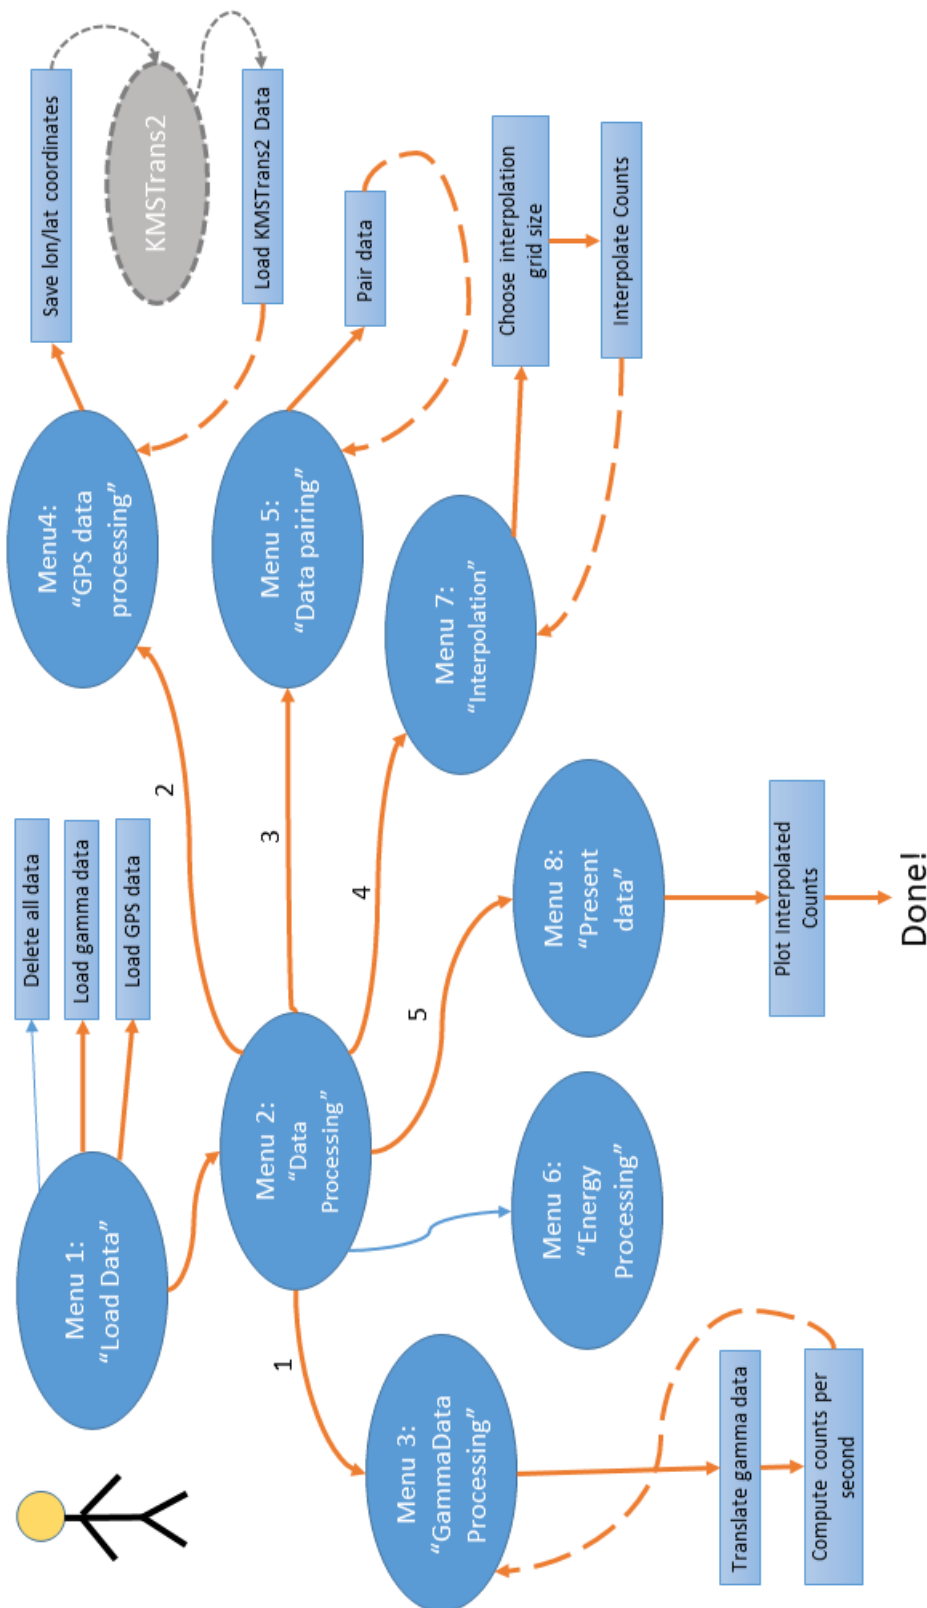 Menu 1:
“Load Data”
Delete all data
Load gamma data
Load GPS data
Menu 2:
“Data
Processing”
1
Menu 3:
“GammaData
Processing”
Translate gamma data
Compute counts per
second
2
Menu4:
“GPS data
processing”
Save lon/lat coordinates
KMSTrans2
Load KMSTrans2 Data
3
Menu 5:
“Data pairing”
Pair data
4
Menu 7:
“Interpolation”
Choose interpolation
grid size
Interpolate Counts
5
Menu 8:
“Present
data”
Plot Interpolated
Counts
Done!
Menu 6:
“Energy
Processing”